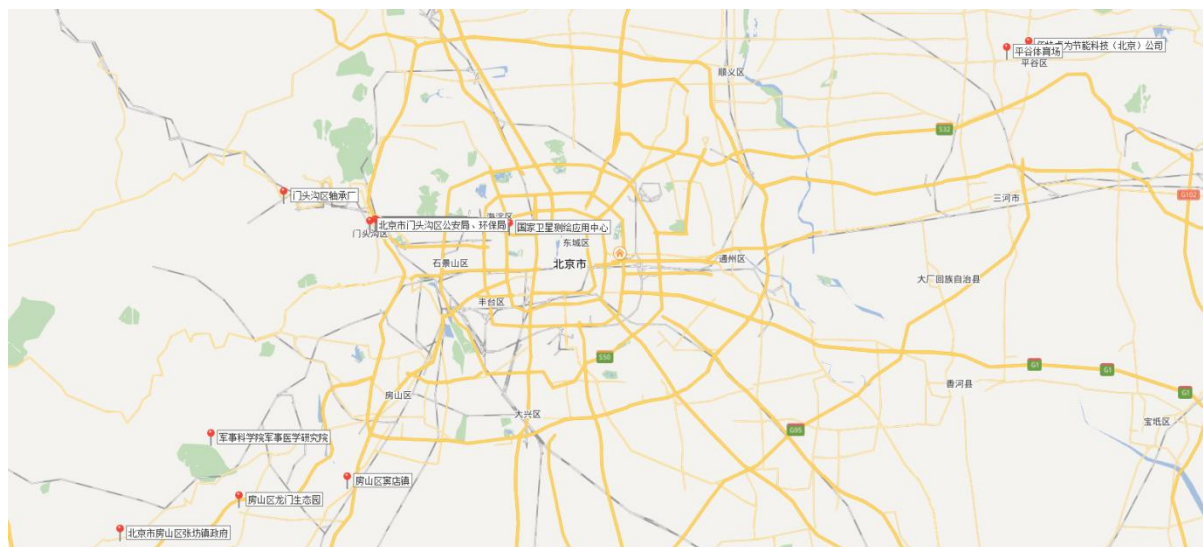 顺义区
节能科技（北京）公司
平谷体育场
平谷区
S32
门头沟区轴承厂
G102
三河市
海淀区
北京市门头沟区公安局、环保局
国家卫星测绘应用中心
门头沟区
东城区
石景山区
北京市
通州区
大厂回族自治县
丰台区
S50
G1
G1
G1
香河县
房山区
大兴区
宝坻区
G95
军事科学院军事医学研究院
房山区窦店镇
房山区龙门生态园
北京市房山区张坊镇政府